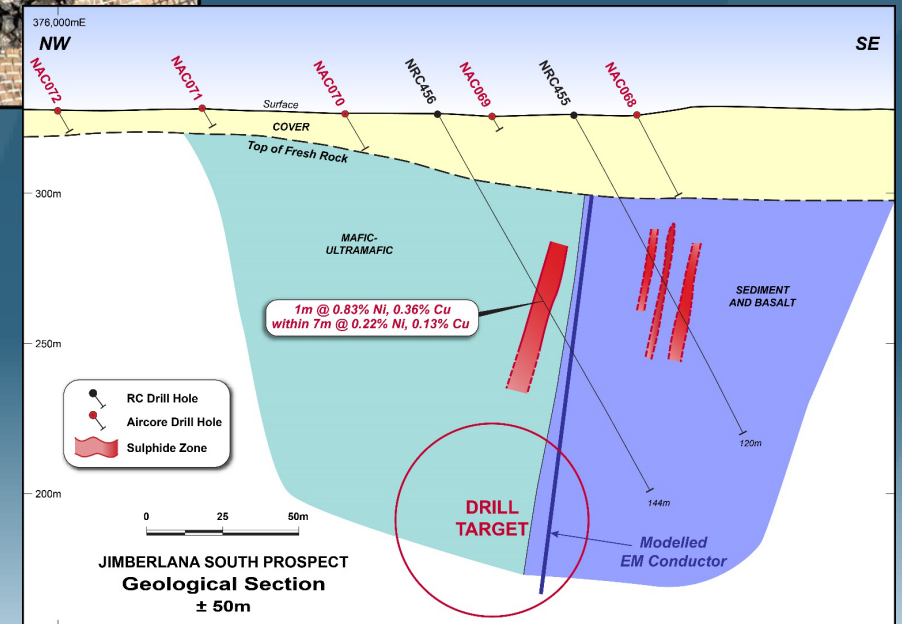 376,000mE
NW
SE
NAC072
NAC071
NAC070
NRC456
NAC069
NRC455
NAC068
Surface
COVER
Top of Fresh Rock
300m
MAFIC-
ULTRAMAFIC
SEDIMENT
AND BASALT
1m @ 0.83% Ni, 0.36% Cu
within 7m @ 0.22% Ni, 0.13% Cu
250m
RC Drill Hole
Aircore Drill Hole
Sulphide Zone
120m
200m
144m
DRILL
TARGET
0 25 50m
Modelled
EM Conductor
JIMBERLANA SOUTH PROSPECT
Geological Section
± 50m